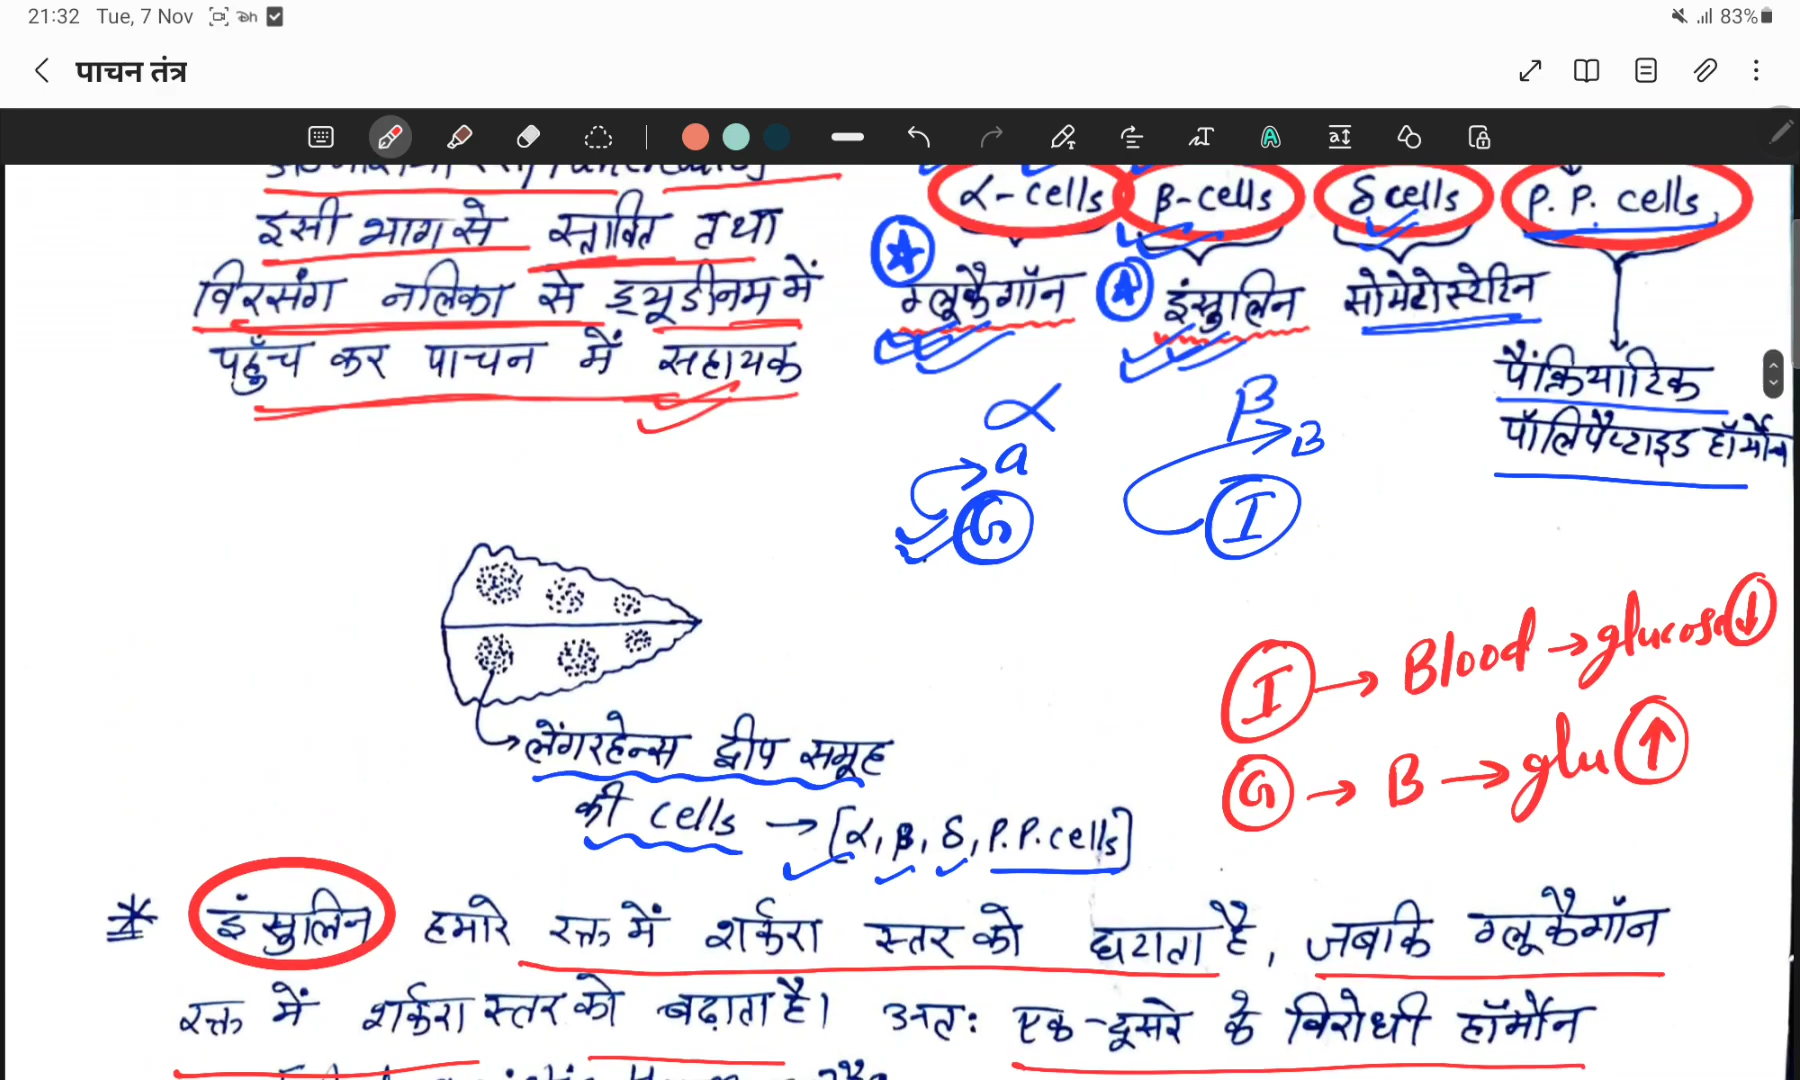 21:32 Tue, 7 Nov
83%
पाचन तंत्र
इसी भाग से स्त्रावित तथा
विरसंग नलिका से ड्यूडीनम में
पहुँच कर पाचन में सहायक
α-cells β-cells δ cells P.P. cells
ग्लूकैगॉन इंसुलिन सोमेटोस्टेटिन
पैंक्रियाटिक
पॉलिपैप्टाइड हॉर्मोन
α β
a B
G I
I → Blood → glucose ↓
G → B → glu ↑
लेंगरहेन्स द्वीप समूह
की cells → [α, β, δ, P.P. cells]
* इंसुलिन हमारे रक्त में शर्करा स्तर को घटाता है, जबकि ग्लूकैगॉन
रक्त में शर्करा स्तर को बढ़ाता है। अतः एक-दूसरे के विरोधी हॉर्मोन